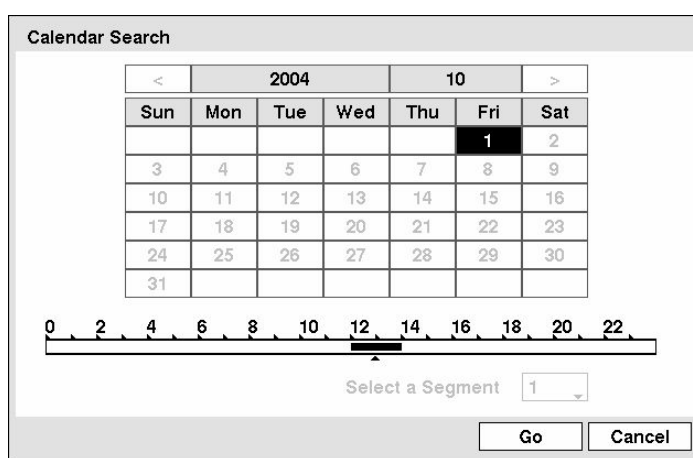 Calendar Search
< 2004 10 >
Sun Mon Tue Wed Thu Fri Sat
1 2
3 4 5 6 7 8 9
10 11 12 13 14 15 16
17 18 19 20 21 22 23
24 25 26 27 28 29 30
31
0 2 4 6 8 10 12 14 16 18 20 22
Select a Segment 1
Go Cancel